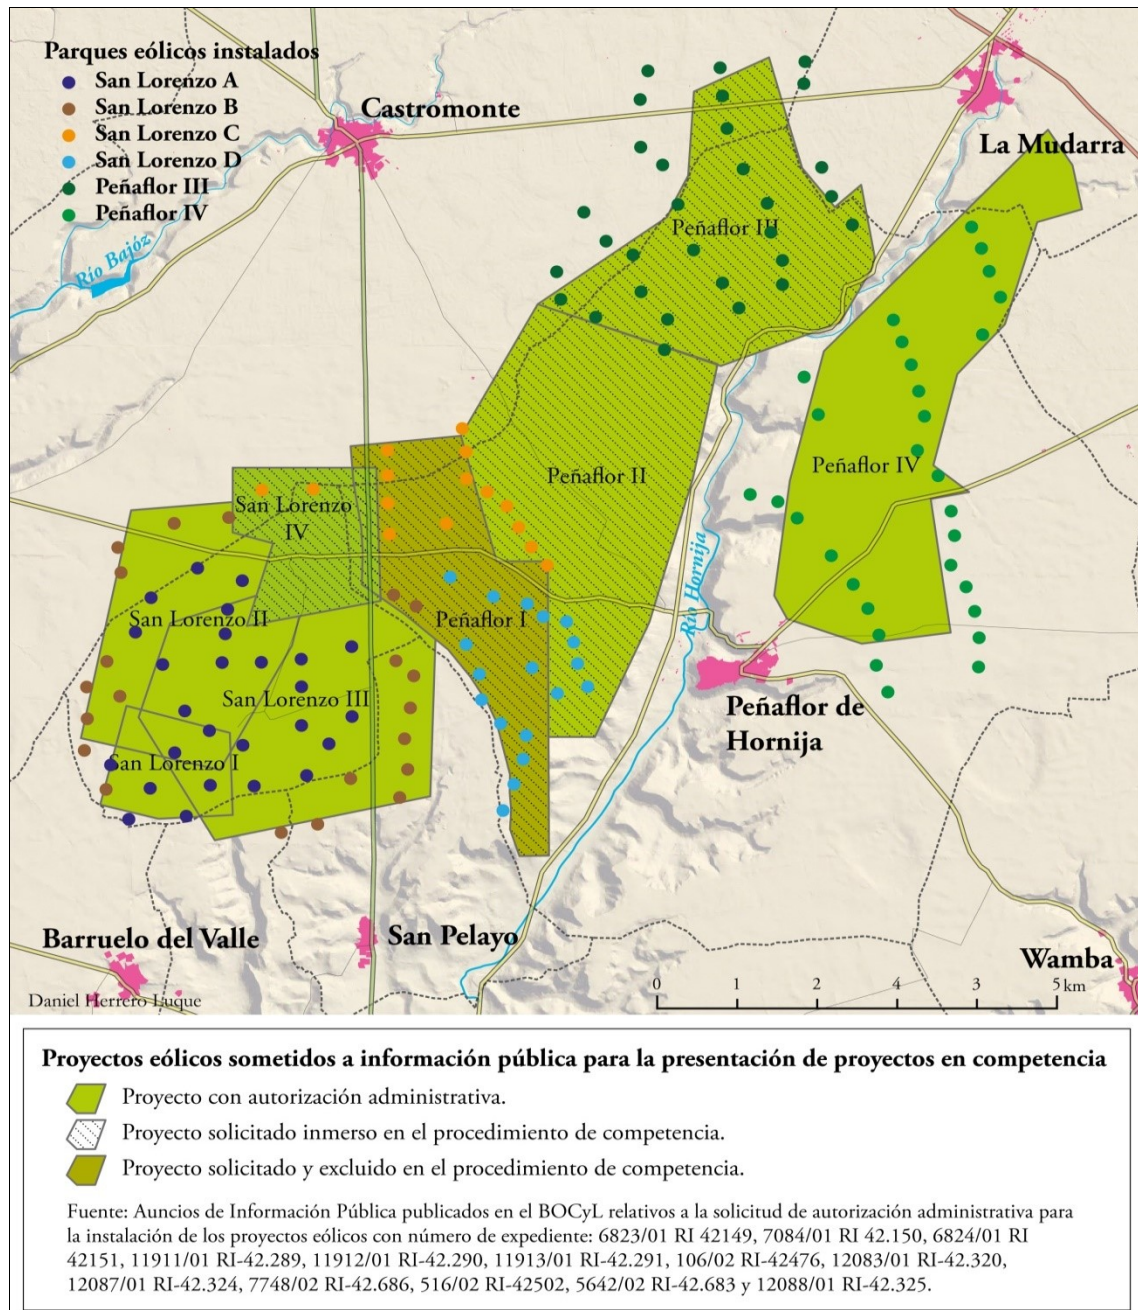 Parques eólicos instalados
San Lorenzo A
San Lorenzo B
San Lorenzo C
San Lorenzo D
Peñaflor III
Peñaflor IV
Castromonte
La Mudarra
Río Bajóz
Peñaflor III
Peñaflor II
Peñaflor IV
San Lorenzo
IV
Peñaflor I
San Lorenzo II
San Lorenzo III
San Lorenzo I
Río Hornija
Peñaflor de
Hornija
Barruelo del Valle
San Pelayo
Wamba
Daniel Herrero Luque
0 1 2 4 3 5 km
Proyectos eólicos sometidos a información pública para la presentación de proyectos en competencia
Proyecto con autorización administrativa.
Proyecto solicitado inmerso en el procedimiento de competencia.
Proyecto solicitado y excluido en el procedimiento de competencia.
Fuente: Auncios de Información Pública publicados en el BOCyL relativos a la solicitud de autorización administrativa para
la instalación de los proyectos eólicos con número de expediente: 6823/01 RI 42149, 7084/01 RI 42.150, 6824/01 RI
42151, 11911/01 RI-42.289, 11912/01 RI-42.290, 11913/01 RI-42.291, 106/02 RI-42476, 12083/01 RI-42.320,
12087/01 RI-42.324, 7748/02 RI-42.686, 516/02 RI-42502, 5642/02 RI-42.683 y 12088/01 RI-42.325.